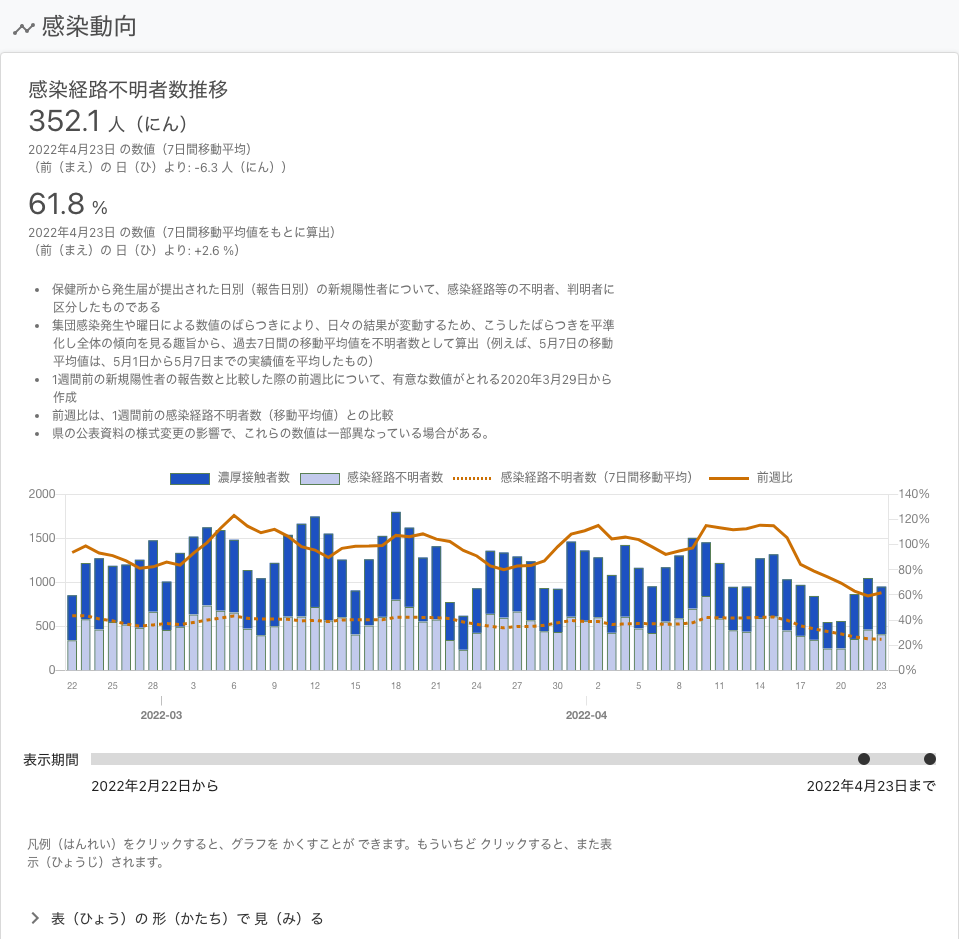 感染動向
感染経路不明者数推移
352.1 人（にん）
2022年4月23日 の数値（7日間移動平均）
（前（まえ）の 日（ひ）より: -6.3 人（にん））
61.8 %
2022年4月23日 の数値（7日間移動平均値をもとに算出）
（前（まえ）の 日（ひ）より: +2.6 %）
• 保健所から発生届が提出された日別（報告日別）の新規陽性者について、感染経路等の不明者、判明者に
区分したものである
• 集団感染発生や曜日による数値のばらつきにより、日々の結果が変動するため、こうしたばらつきを平準
化し全体の傾向を見る趣旨から、過去7日間の移動平均値を不明者数として算出（例えば、5月7日の移動
平均値は、5月1日から5月7日までの実績値を平均したもの）
• 1週間前の新規陽性者の報告数と比較した際の前週比について、有意な数値がとれる2020年3月29日から
作成
• 前週比は、1週間前の感染経路不明者数（移動平均値）との比較
• 県の公表資料の様式変更の影響で、これらの数値は一部異なっている場合がある。
濃厚接触者数 感染経路不明者数 感染経路不明者数（7日間移動平均） 前週比
2000 140%
120%
1500
100%
1000 80%
60%
500 40%
20%
0 0%
22 25 28 3 6 9 12 15 18 21 24 27 30 2 5 8 11 14 17 20 23
2022-03 2022-04
表示期間
2022年2月22日から 2022年4月23日まで
凡例（はんれい）をクリックすると、グラフを かくすことが できます。もういちど クリックすると、また表
示（ひょうじ）されます。
表（ひょう）の 形（かたち）で 見（み）る